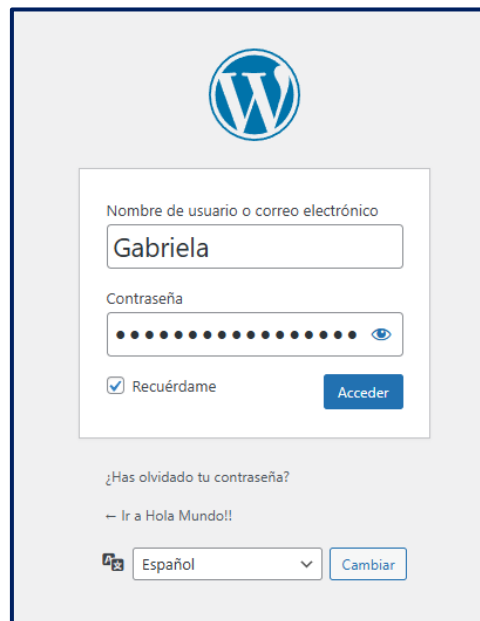 Nombre de usuario o correo electrónico
Gabriela
Contraseña
•••••••••••••••••
Recuérdame
Acceder
¿Has olvidado tu contraseña?
← Ir a Hola Mundo!!
Español
Cambiar